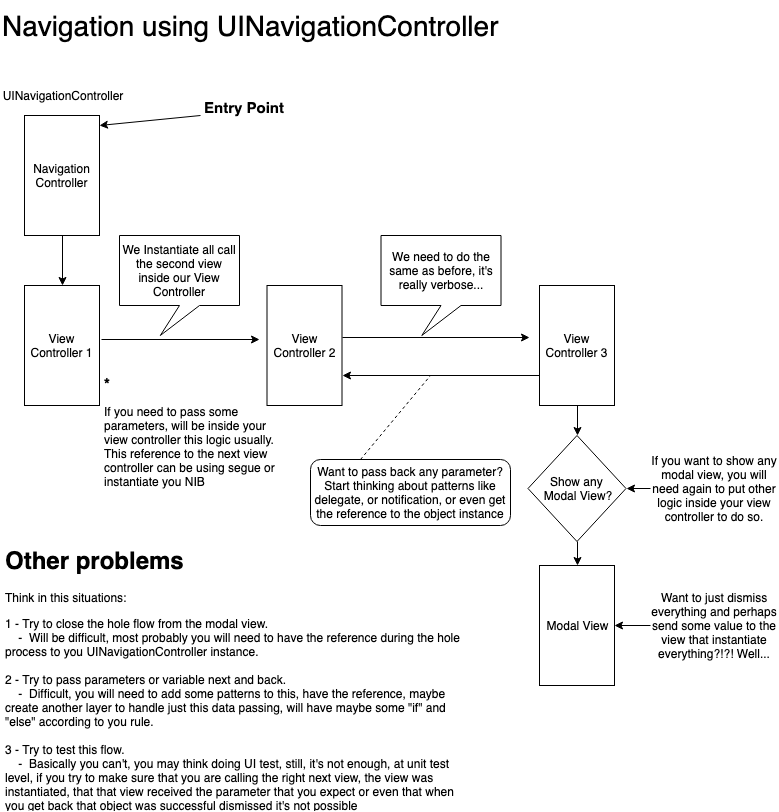 Navigation using UINavigationController
UINavigationController
Entry Point
Navigation
Controller
We Instantiate all call
the second view
inside our View
Controller
We need to do the
same as before, it's
really verbose...
View
Controller 1
View
Controller 2
View
Controller 3
*
If you need to pass some
parameters, will be inside your
view controller this logic usually.
This reference to the next view
controller can be using segue or
instantiate you NIB
Want to pass back any parameter?
Start thinking about patterns like
delegate, or notification, or even get
the reference to the object instance
Show any
Modal View?
If you want to show any
modal view, you will
need again to put other
logic inside your view
controller to do so.
Modal View
Want to just dismiss
everything and perhaps
send some value to the
view that instantiate
everything?!?! Well...
Other problems
Think in this situations:
1 - Try to close the hole flow from the modal view.
- Will be difficult, most probably you will need to have the reference during the hole
process to you UINavigationController instance.
2 - Try to pass parameters or variable next and back.
- Difficult, you will need to add some patterns to this, have the reference, maybe
create another layer to handle just this data passing, will have maybe some "if" and
"else" according to you rule.
3 - Try to test this flow.
- Basically you can't, you may think doing UI test, still, it's not enough, at unit test
level, if you try to make sure that you are calling the right next view, the view was
instantiated, that that view received the parameter that you expect or even that when
you get back that object was successful dismissed it's not possible